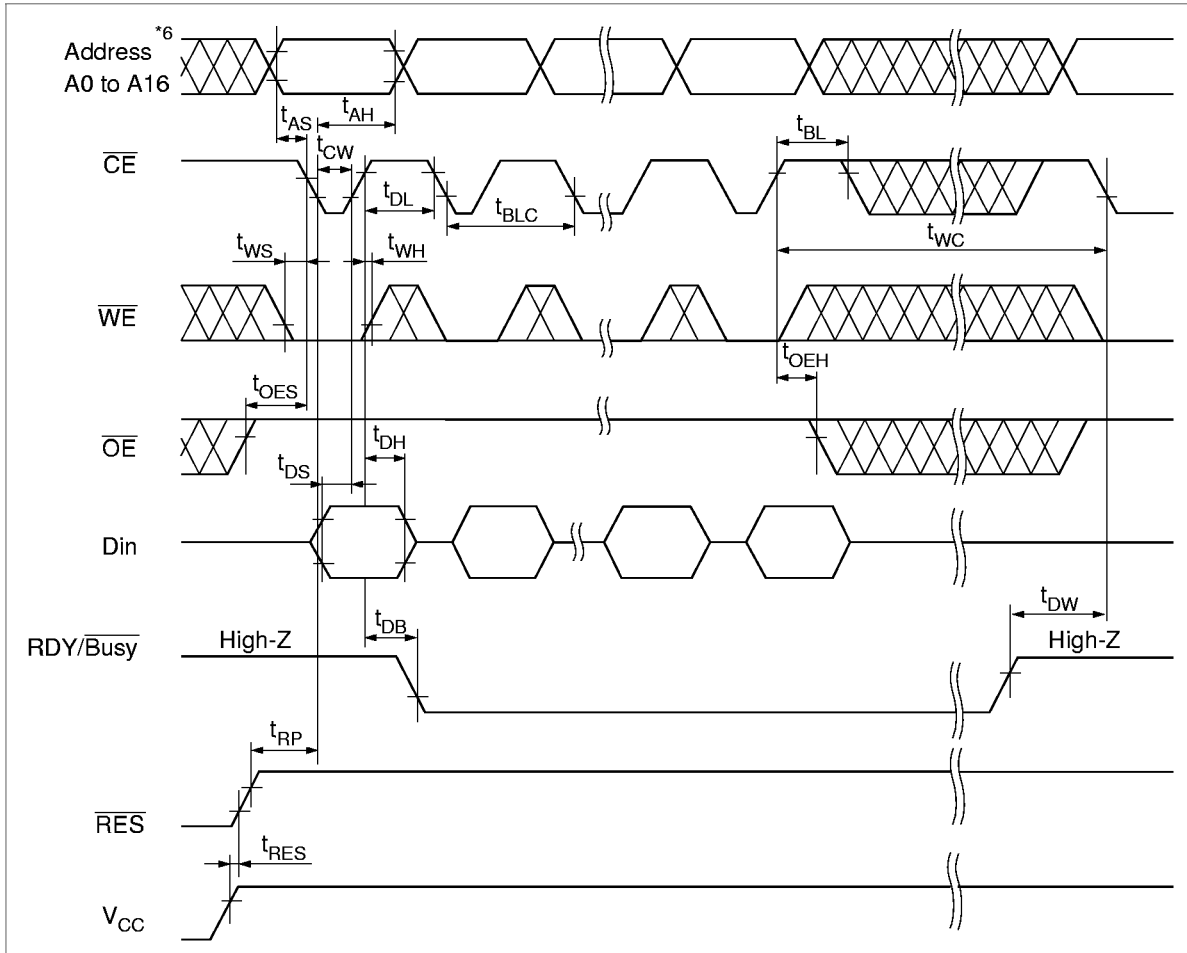 Address *6
A0 to A16
tAS
tAH
tCW
tBL
CE
tDL
tBLC
tWC
tWS
tWH
WE
tOEH
tOES
OE
tDH
tDS
Din
tDB
tDW
RDY/Busy
High-Z
High-Z
tRP
RES
tRES
VCC